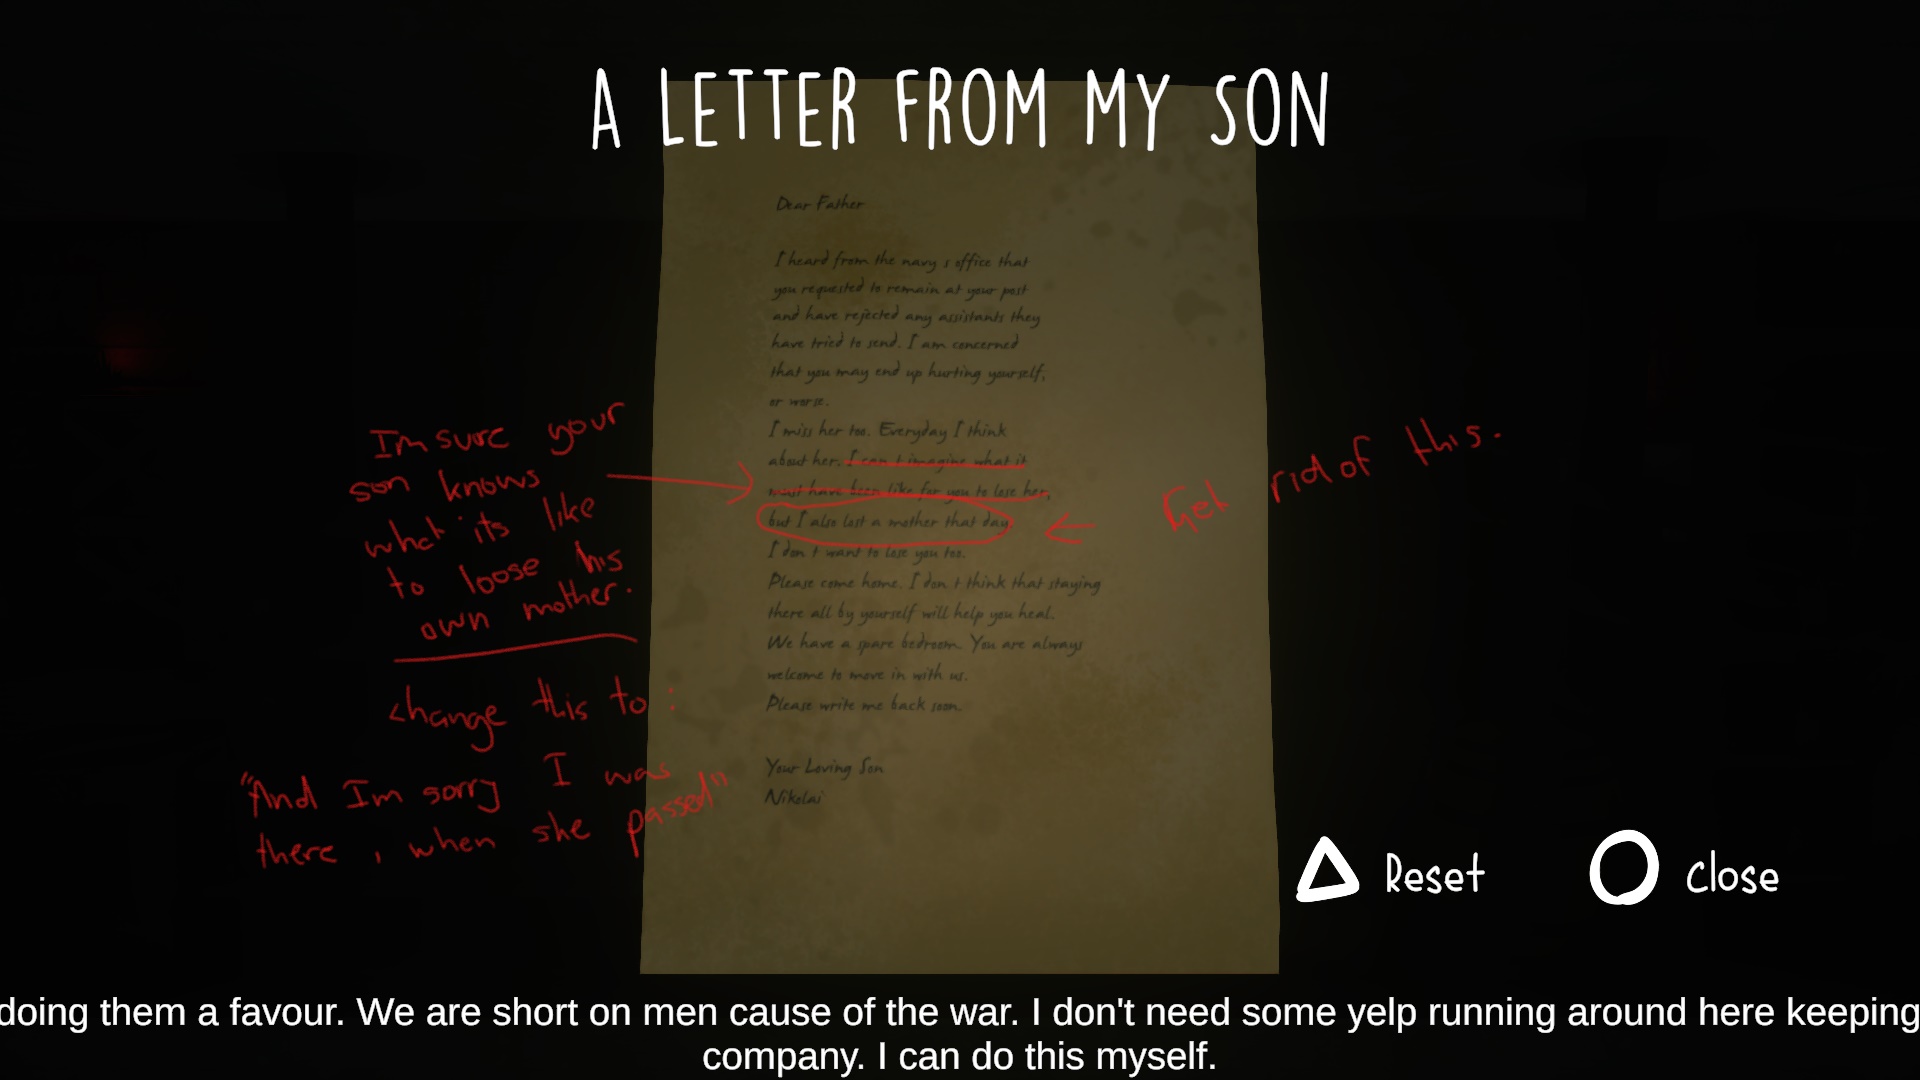 A LETTER FROM MY SON
Dear Father
I heard from the navy s office that
you requested to remain at your post
and have rejected any assistants they
have tried to send. I am concerned
that you may end up hurting yourself,
or worse.
I miss her too. Everyday I think
about her. I can t imagine what it
must have been like for you to lose her,
but I also lost a mother that day.
I don t want to lose you too.
Please come home. I don t think that staying
there all by yourself will help you heal.
We have a spare bedroom. You are always
welcome to move in with us.
Please write me back soon.
Your Loving Son
Nikolai
Im sure your
son knows
what its like
to loose his
own mother.
change this to :
"And Im sorry I was
there , when she passed"
Get rid of this.
Reset
Close
doing them a favour. We are short on men cause of the war. I don't need some yelp running around here keeping
company. I can do this myself.